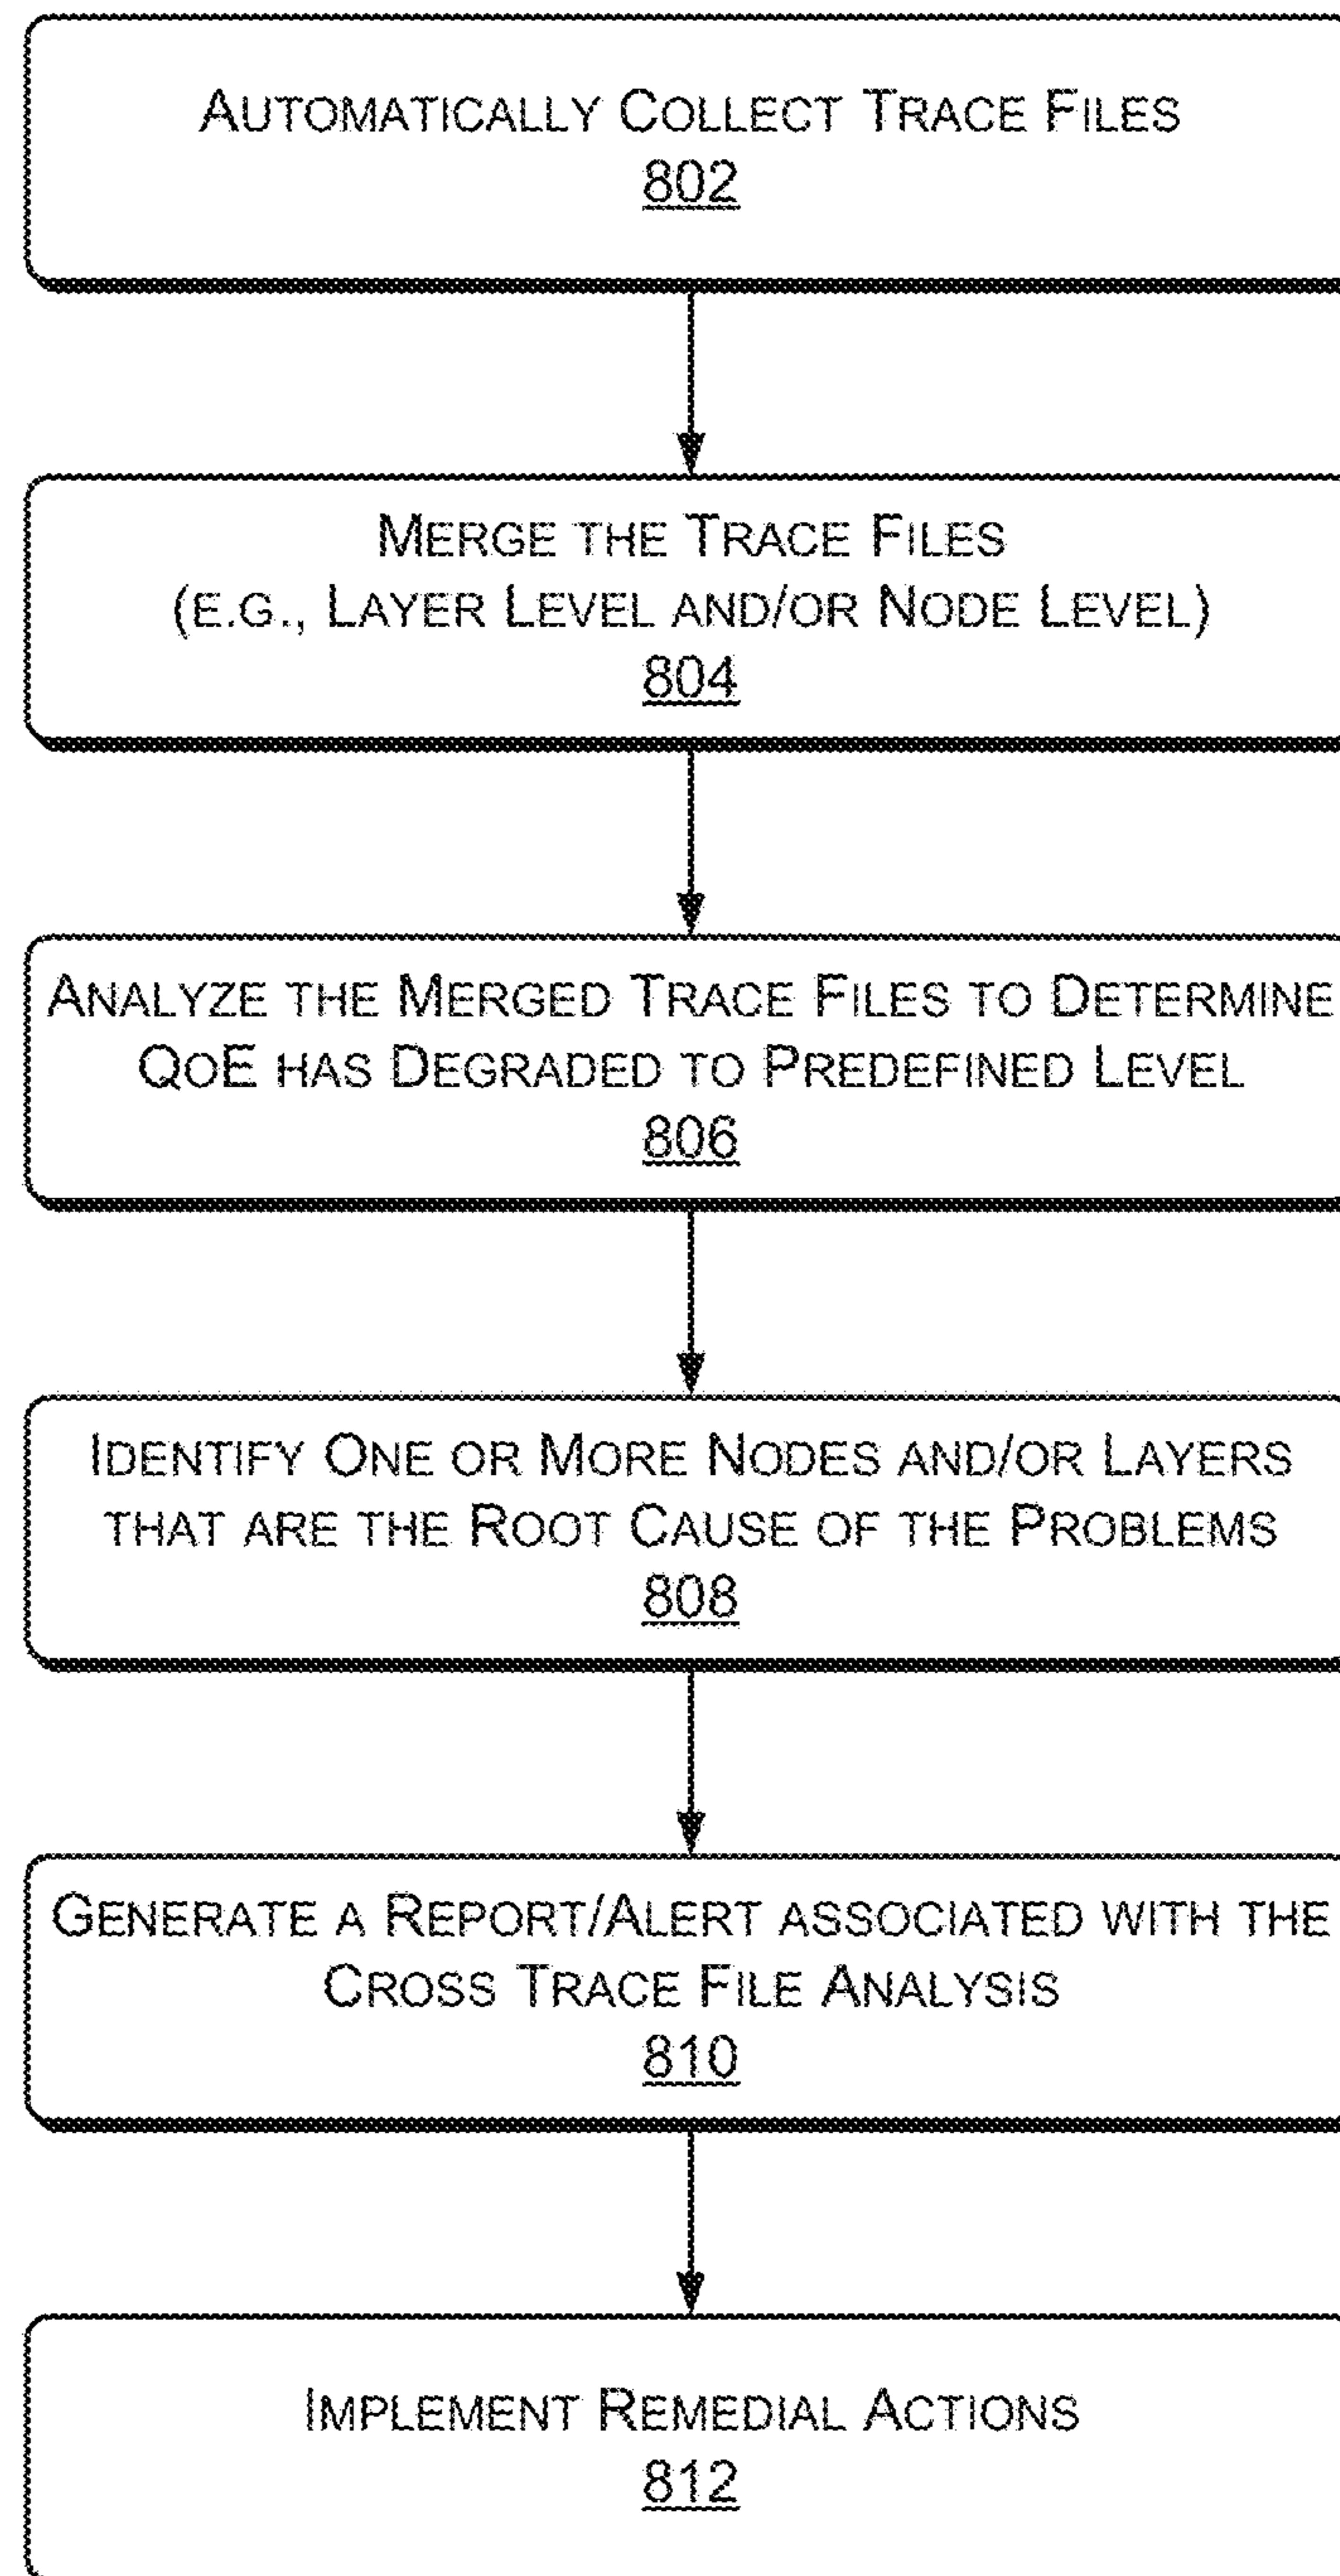 AUTOMATICALLY COLLECT TRACE FILES
802
MERGE THE TRACE FILES
(E.G., LAYER LEVEL AND/OR NODE LEVEL)
804
ANALYZE THE MERGED TRACE FILES TO DETERMINE
QOE HAS DEGRADED TO PREDEFINED LEVEL
806
IDENTIFY ONE OR MORE NODES AND/OR LAYERS
THAT ARE THE ROOT CAUSE OF THE PROBLEMS
808
GENERATE A REPORT/ALERT ASSOCIATED WITH THE
CROSS TRACE FILE ANALYSIS
810
IMPLEMENT REMEDIAL ACTIONS
812